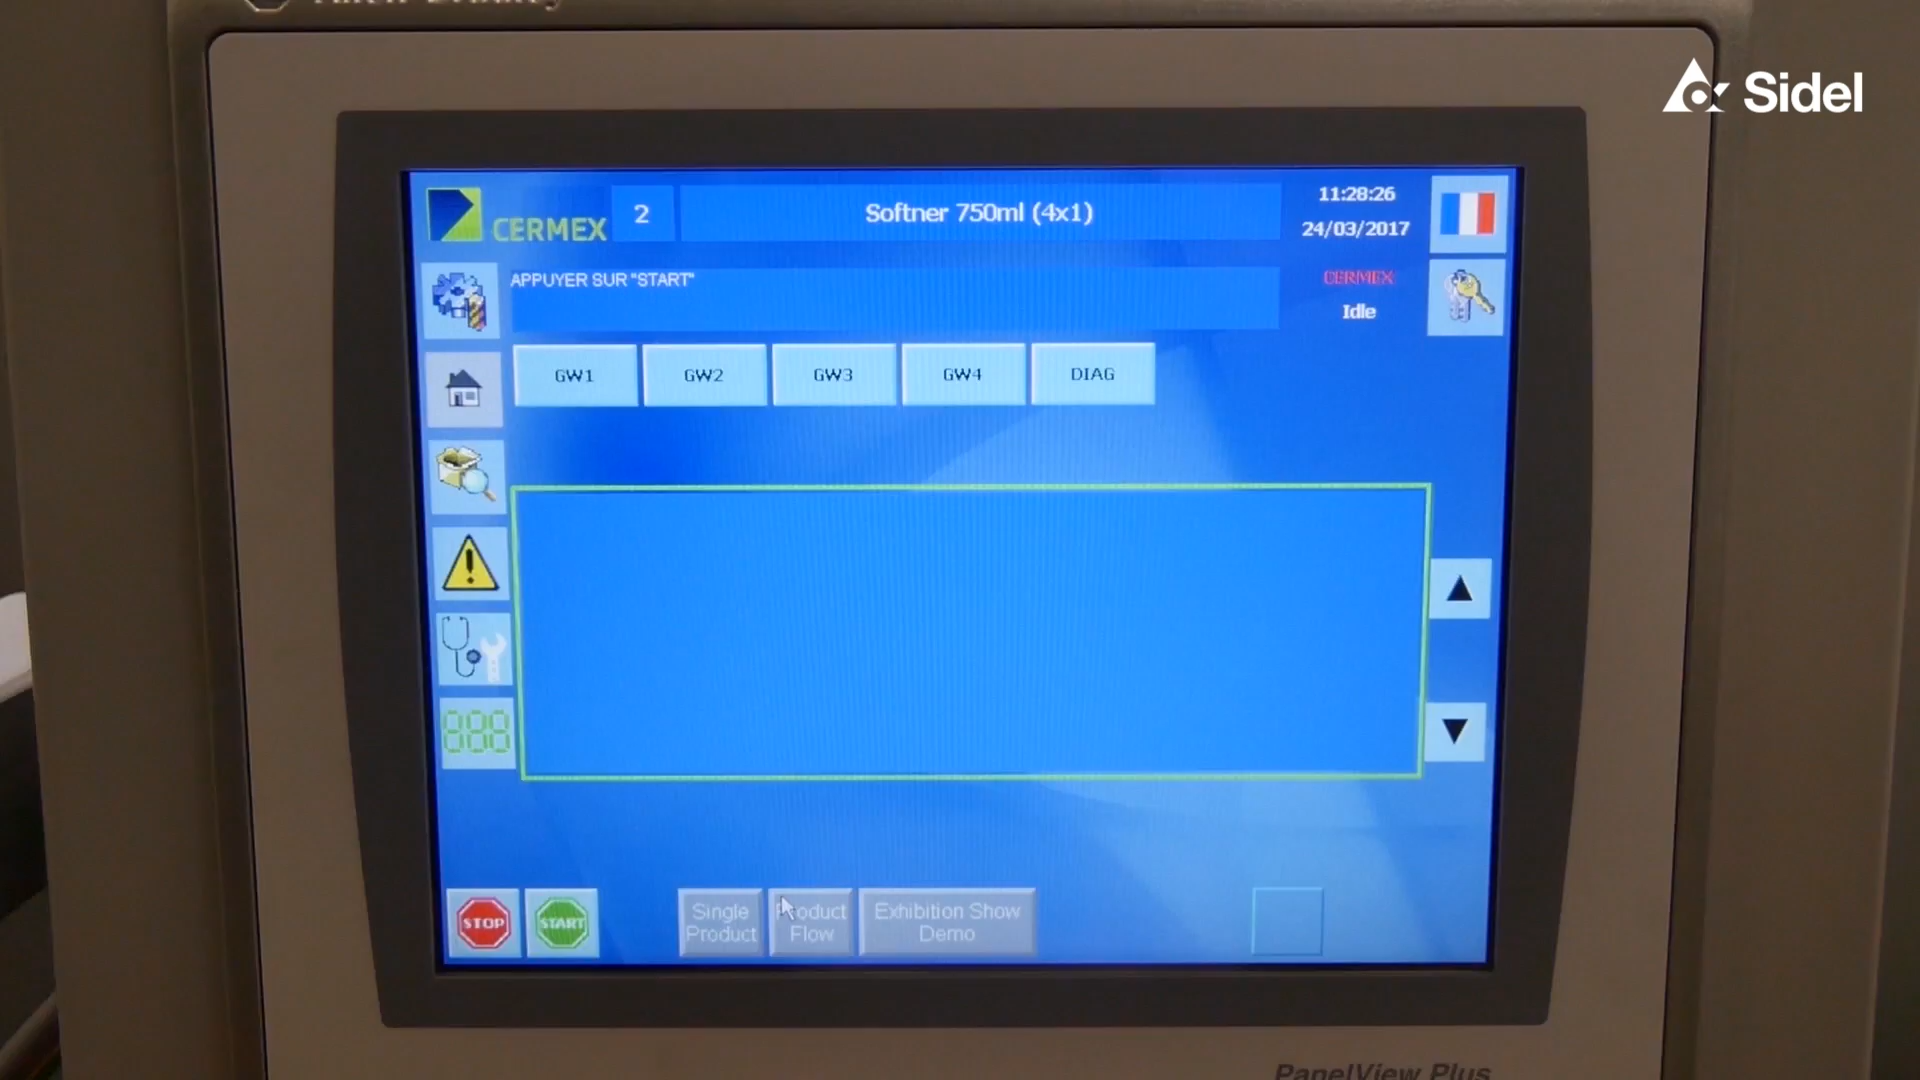 Sidel
CERMEX
2
Softner 750ml (4x1)
11:28:26
24/03/2017
APPUYER SUR "START"
CERMEX
Idle
GW1
GW2
GW3
GW4
DIAG
888
STOP
START
Single
Product
Product
Flow
Exhibition Show
Demo
PanelView Plus